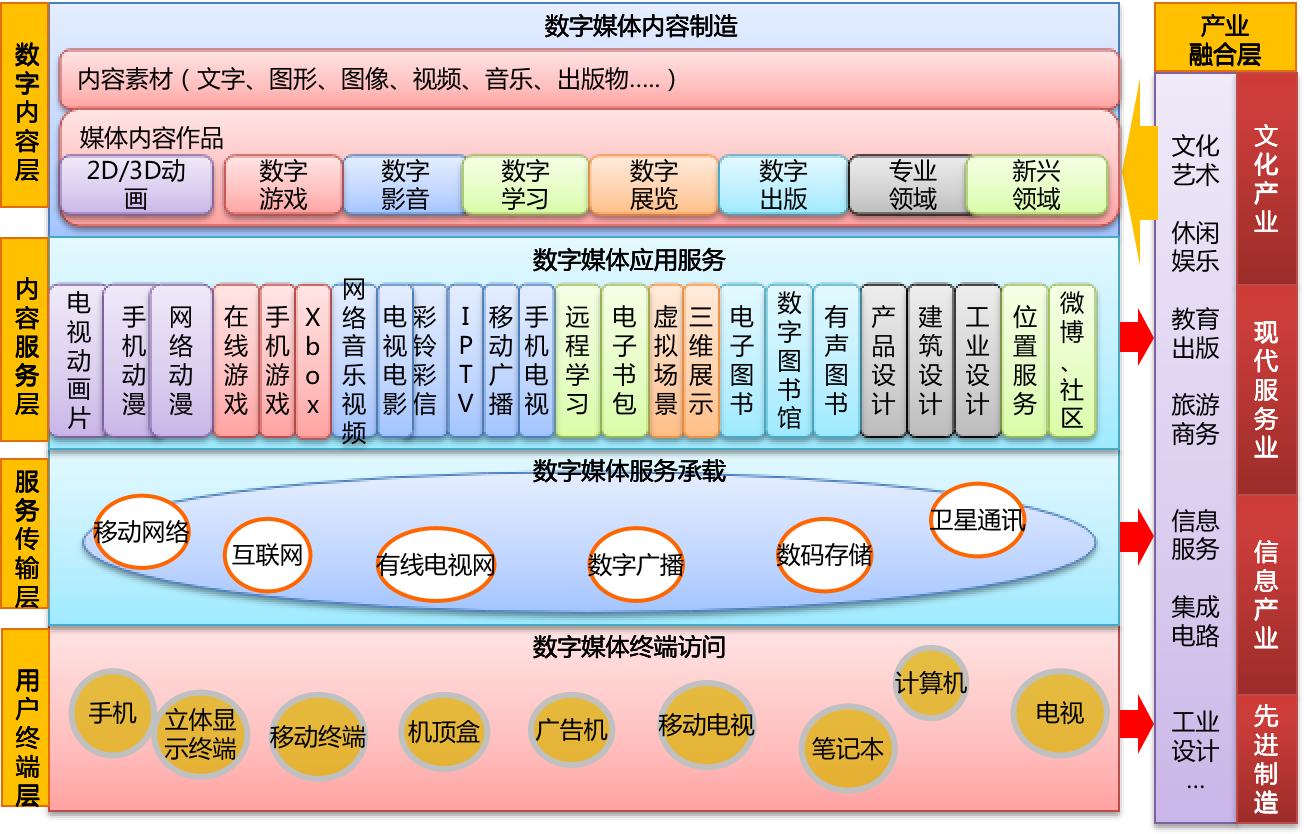 数字内容层
数字媒体内容制造
内容素材（文字、图形、图像、视频、音乐、出版物…..）
媒体内容作品
2D/3D动
画
数字
游戏
数字
影音
数字
学习
数字
展览
数字
出版
专业
领域
新兴
领域
内容服务层
数字媒体应用服务
电视动画片
手机动漫
网络动漫
在线游戏
手机游戏
Xbox
网络音乐视频
电视电影
彩铃彩信
IPTV
移动广播
手机电视
远程学习
电子书包
虚拟场景
三维展示
电子图书
数字图书馆
有声图书
产品设计
建筑设计
工业设计
位置服务
微博、社区
服务传输层
数字媒体服务承载
移动网络
互联网
有线电视网
数字广播
数码存储
卫星通讯
用户终端层
数字媒体终端访问
手机
立体显
示终端
移动终端
机顶盒
广告机
移动电视
笔记本
计算机
电视
产业
融合层
文化
艺术
休闲
娱乐
教育
出版
旅游
商务
信息
服务
集成
电路
工业
设计
…
文化产业
现代服务业
信息产业
先进制造